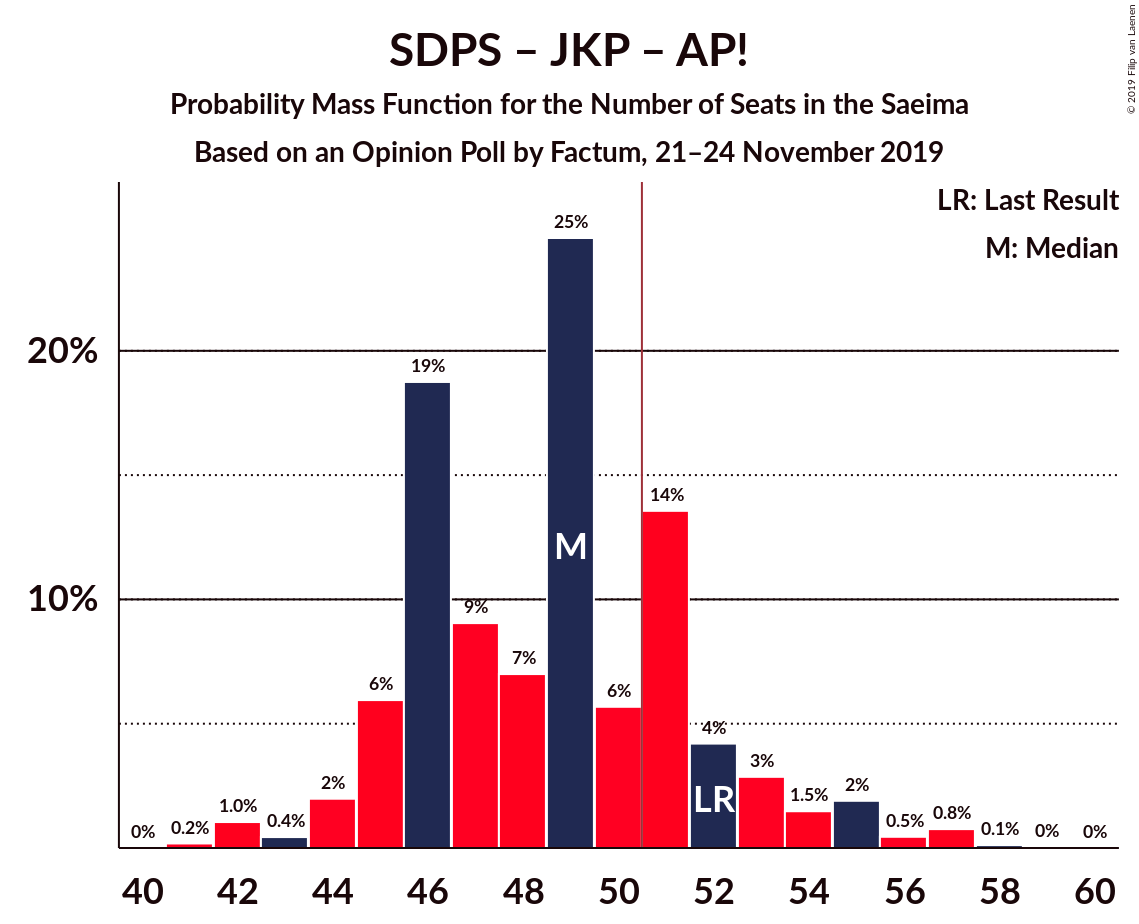 SDPS – JKP – AP!
Probability Mass Function for the Number of Seats in the Saeima
Based on an Opinion Poll by Factum, 21–24 November 2019
© 2019 Filip van Laenen
LR: Last Result
M: Median
20%
10%
0%
0.2%
1.0%
0.4%
2%
6%
19%
9%
7%
25%
6%
14%
4%
3%
1.5%
2%
0.5%
0.8%
0.1%
0%
0%
M
LR
40 42 44 46 48 50 52 54 56 58 60